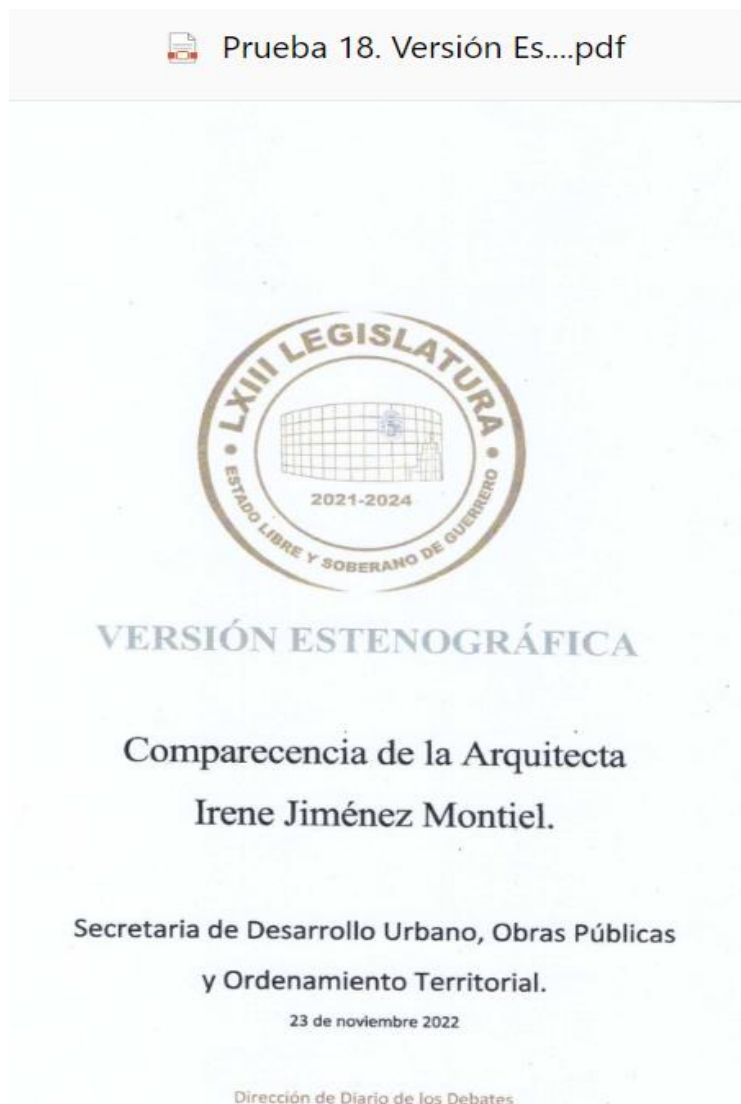 Prueba 18. Versión Es....pdf
LXIII LEGISLATURA
2021-2024
ESTADO LIBRE Y SOBERANO DE GUERRERO
VERSIÓN ESTENOGRÁFICA
Comparecencia de la Arquitecta
Irene Jiménez Montiel.
Secretaria de Desarrollo Urbano, Obras Públicas
y Ordenamiento Territorial.
23 de noviembre 2022
Dirección de Diario de los Debates